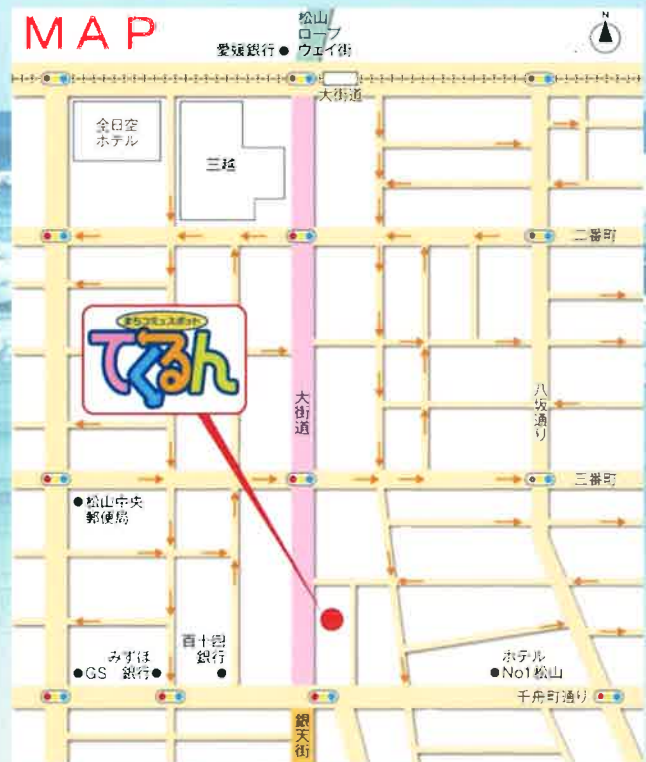 MAP
松山
ロープ
ウェイ街
N
愛媛銀行
大街道
全日空
ホテル
三越
二番町
まちコミュスポット
てくるん
大街道
八坂通り
三番町
松山中央
郵便局
みずほ
銀行
GS
百十四
銀行
ホテル
No1松山
千舟町通り
銀天街